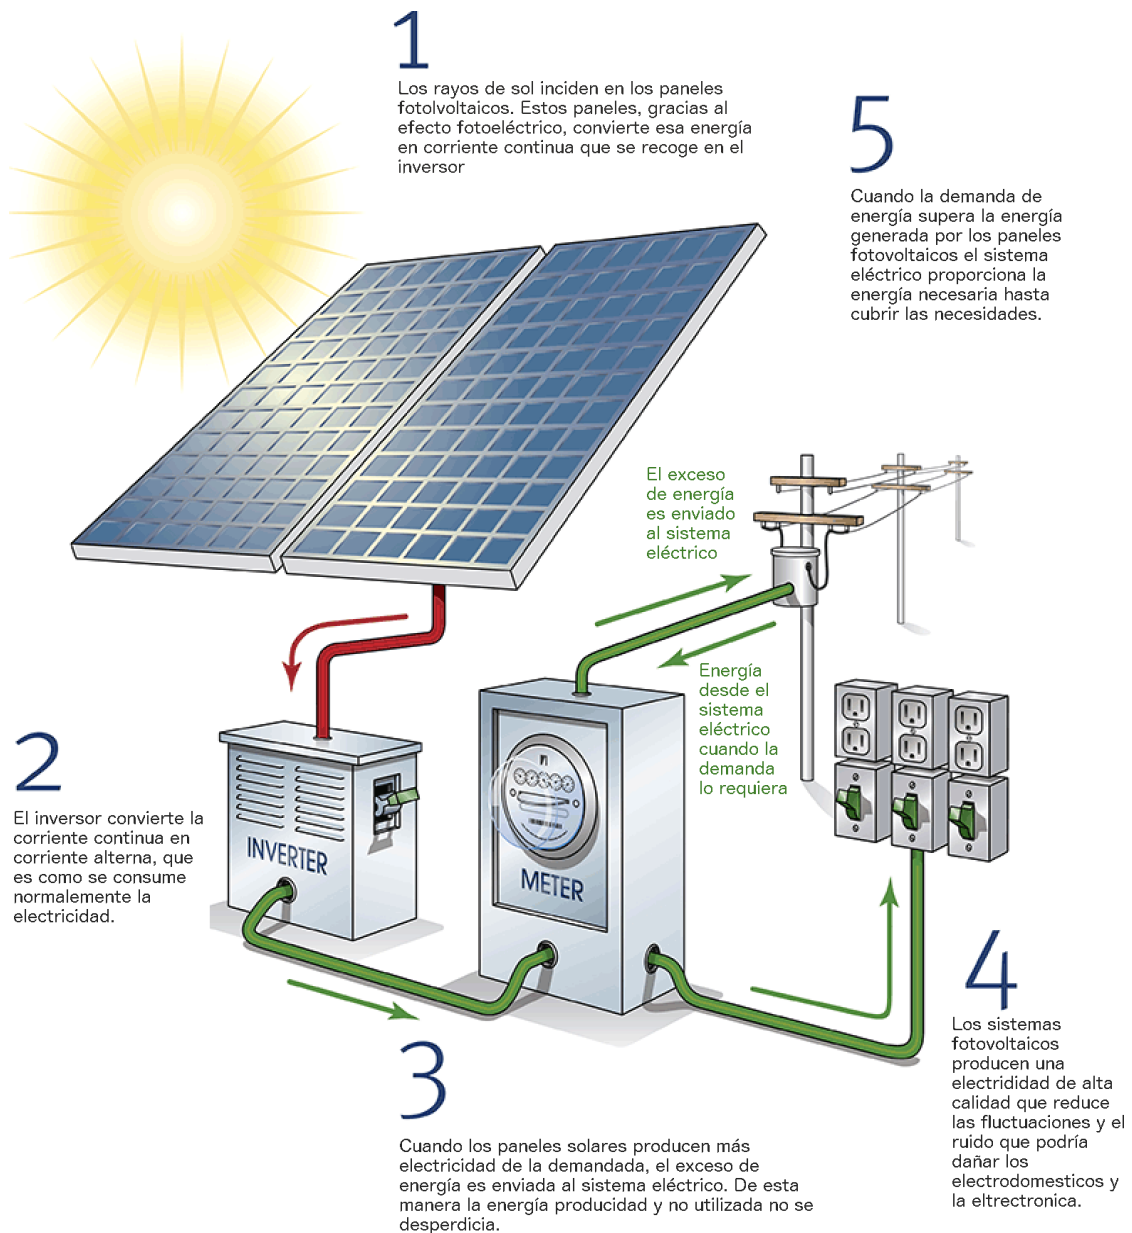 1
Los rayos de sol inciden en los paneles
fotolvoltaicos. Estos paneles, gracias al
efecto fotoeléctrico, convierte esa energía
en corriente continua que se recoge en el
inversor
5
Cuando la demanda de
energía supera la energía
generada por los paneles
fotovoltaicos el sistema
eléctrico proporciona la
energía necesaria hasta
cubrir las necesidades.
El exceso
de energía
es enviado
al sistema
eléctrico
Energía
desde el
sistema
eléctrico
cuando la
demanda
lo requiera
2
El inversor convierte la
corriente continua en
corriente alterna, que
es como se consume
normalemente la
electricidad.
INVERTER
METER
3
Cuando los paneles solares producen más
electricidad de la demandada, el exceso de
energía es enviada al sistema eléctrico. De esta
manera la energía producidad y no utilizada no se
desperdicia.
4
Los sistemas
fotovoltaicos
producen una
electrididad de alta
calidad que reduce
las fluctuaciones y el
ruido que podría
dañar los
electrodomesticos y
la eltrectronica.